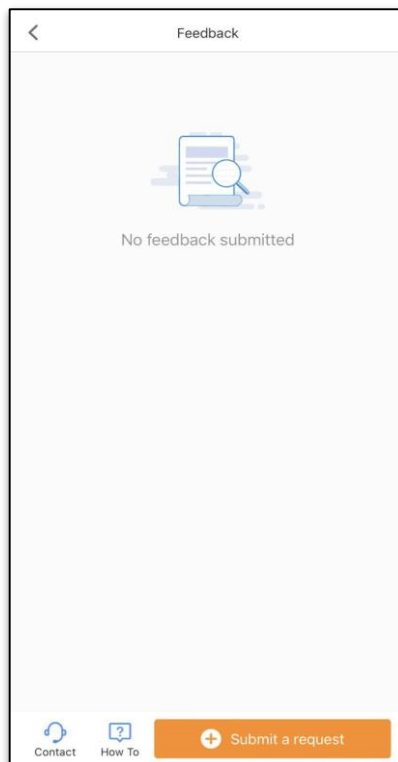 Feedback
No feedback submitted
Contact
How To
Submit a request